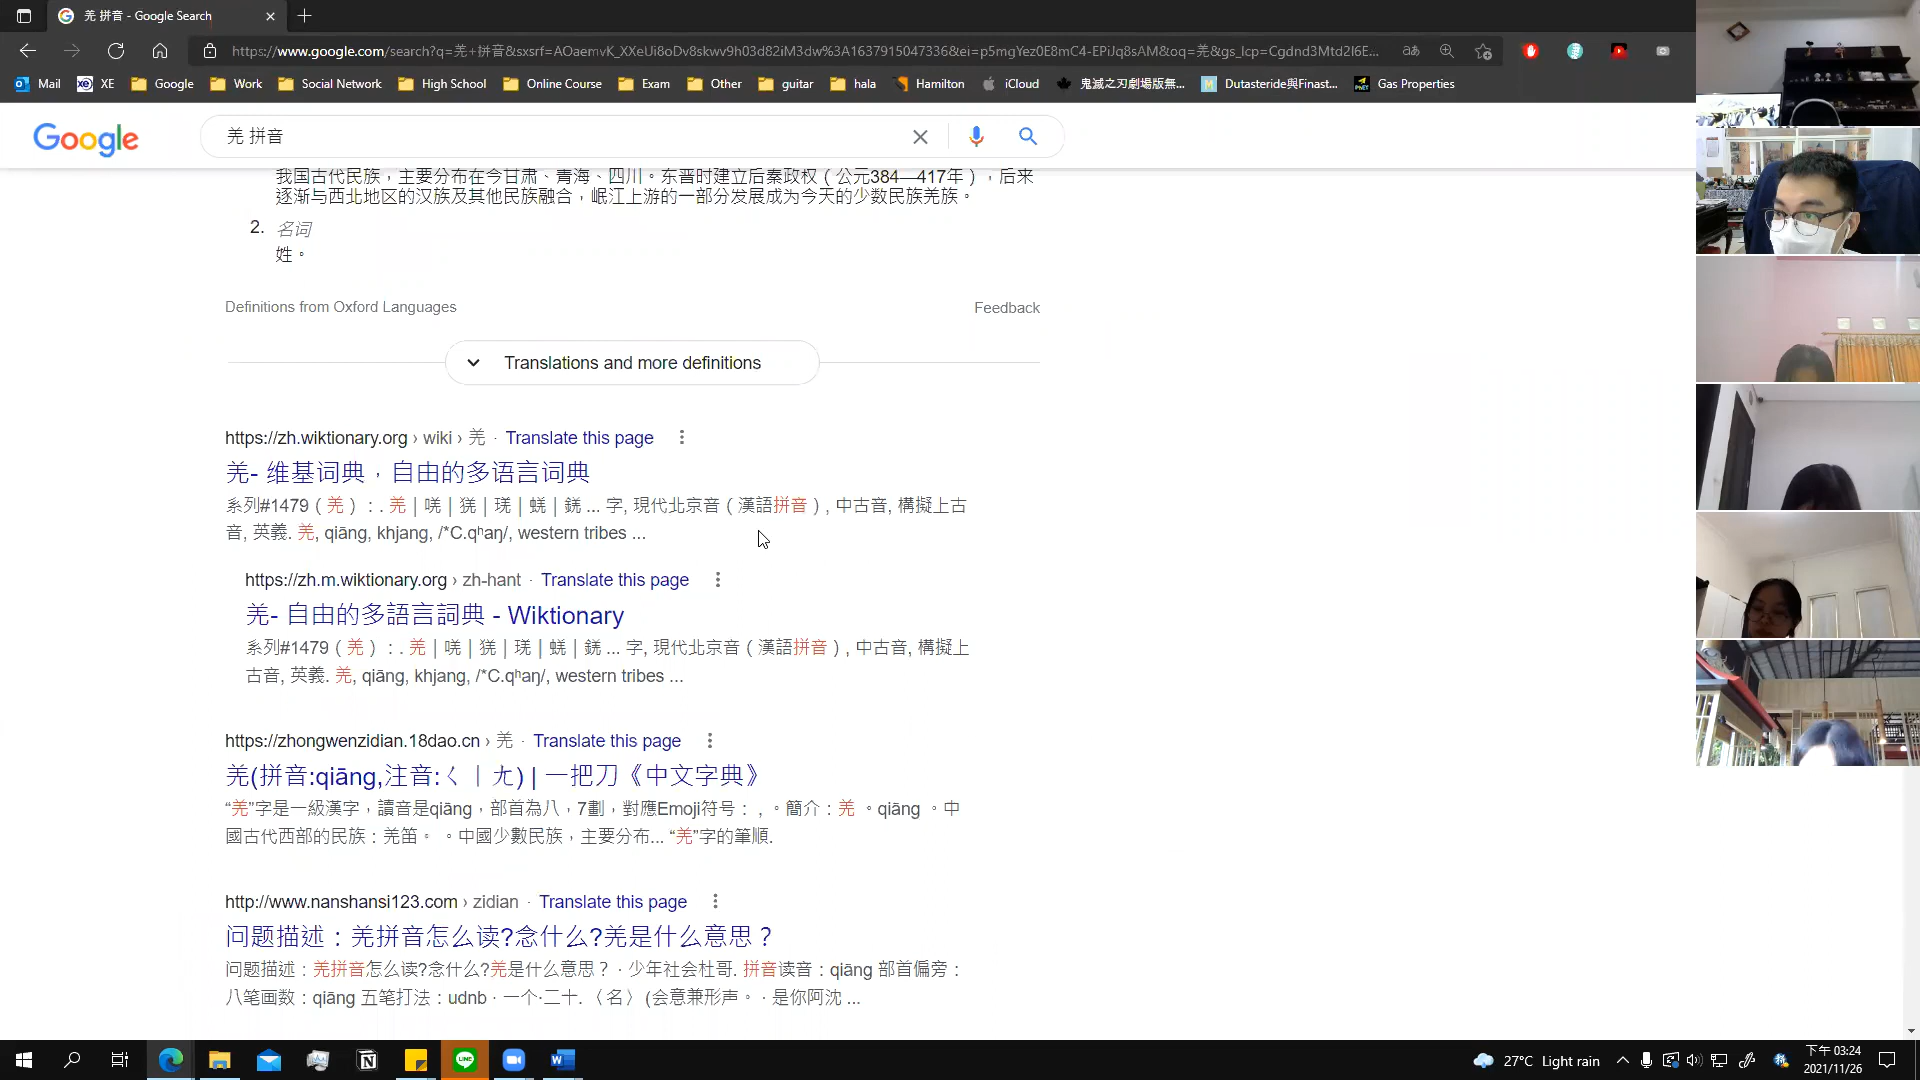 羌 拼音 - Google Search
https://www.google.com/search?q=羌+拼音&sxsrf=AOaemvK_XXeUi8oDv8skwv9h03d82iM3dw%3A1637915047336&ei=p5mgYez0E8mC4-EPiJq8sAM&oq=羌&gs_lcp=Cgdnd3Mtd2l6E...
Mail XE Google Work Social Network High School Online Course Exam Other guitar hala Hamilton iCloud 鬼滅之刃劇場版無... Dutasteride與Finast... Gas Properties
Google 羌 拼音
我国古代民族，主要分布在今甘肃、青海、四川。东晋时建立后秦政权（公元384—417年），后来
逐渐与西北地区的汉族及其他民族融合，岷江上游的一部分发展成为今天的少数民族羌族。
2. 名词
姓。
Definitions from Oxford Languages Feedback
Translations and more definitions
https://zh.wiktionary.org › wiki › 羌 · Translate this page
羌- 维基词典，自由的多语言词典
系列#1479（羌）：. 羌｜唴｜猐｜瑳｜蜣｜錓 ... 字, 現代北京音（漢語拼音）, 中古音, 構擬上古
音, 英義. 羌, qiāng, khjang, /*C.qʰaŋ/, western tribes ...
https://zh.m.wiktionary.org › zh-hant · Translate this page
羌- 自由的多語言詞典 - Wiktionary
系列#1479（羌）：. 羌｜唴｜猐｜瑳｜蜣｜錓 ... 字, 現代北京音（漢語拼音）, 中古音, 構擬上
古音, 英義. 羌, qiāng, khjang, /*C.qʰaŋ/, western tribes ...
https://zhongwenzidian.18dao.cn › 羌 · Translate this page
羌(拼音:qiāng,注音:ㄑㄧㄤ) | 一把刀《中文字典》
“羌”字是一級漢字，讀音是qiāng，部首為八，7劃，對應Emoji符号： , 。簡介：羌 。qiāng 。中
國古代西部的民族：羌笛。 。中國少數民族，主要分布... “羌”字的筆順.
http://www.nanshansi123.com › zidian · Translate this page
问题描述：羌拼音怎么读?念什么?羌是什么意思？
问题描述：羌拼音怎么读?念什么?羌是什么意思？ · 少年社会杜哥. 拼音读音：qiāng 部首偏旁：
八笔画数：qiāng 五笔打法：udnb · 一个·二十. 〈名〉 (会意兼形声。 · 是你阿沈 ...
27°C Light rain
下午 03:24
2021/11/26